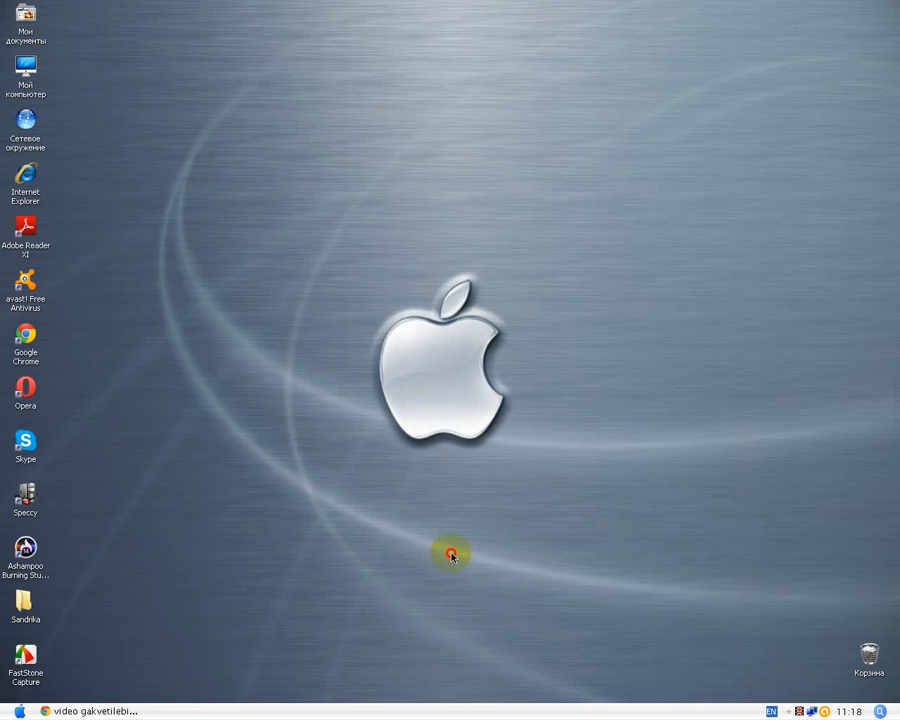 Мои
документы
Мой
компьютер
Сетевое
окружение
Internet
Explorer
Adobe Reader
XI
avast! Free
Antivirus
Google
Chrome
Opera
Skype
Speccy
Ashampoo
Burning Stu...
Sandrika
FastStone
Capture
Корзина
video gakvetilebi...
EN
11:18